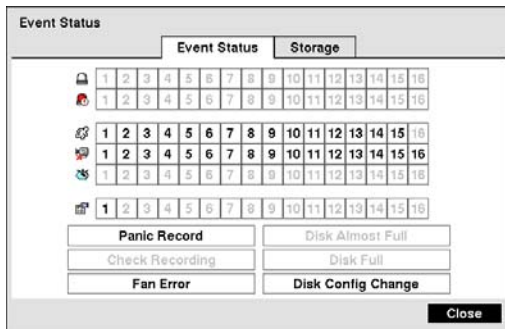 Event Status
Event Status Storage
1 2 3 4 5 6 7 8 9 10 11 12 13 14 15 16
1 2 3 4 5 6 7 8 9 10 11 12 13 14 15 16
1 2 3 4 5 6 7 8 9 10 11 12 13 14 15 16
1 2 3 4 5 6 7 8 9 10 11 12 13 14 15 16
1 2 3 4 5 6 7 8 9 10 11 12 13 14 15 16
1 2 3 4 5 6 7 8 9 10 11 12 13 14 15 16
Panic Record Disk Almost Full
Check Recording Disk Full
Fan Error Disk Config Change
Close